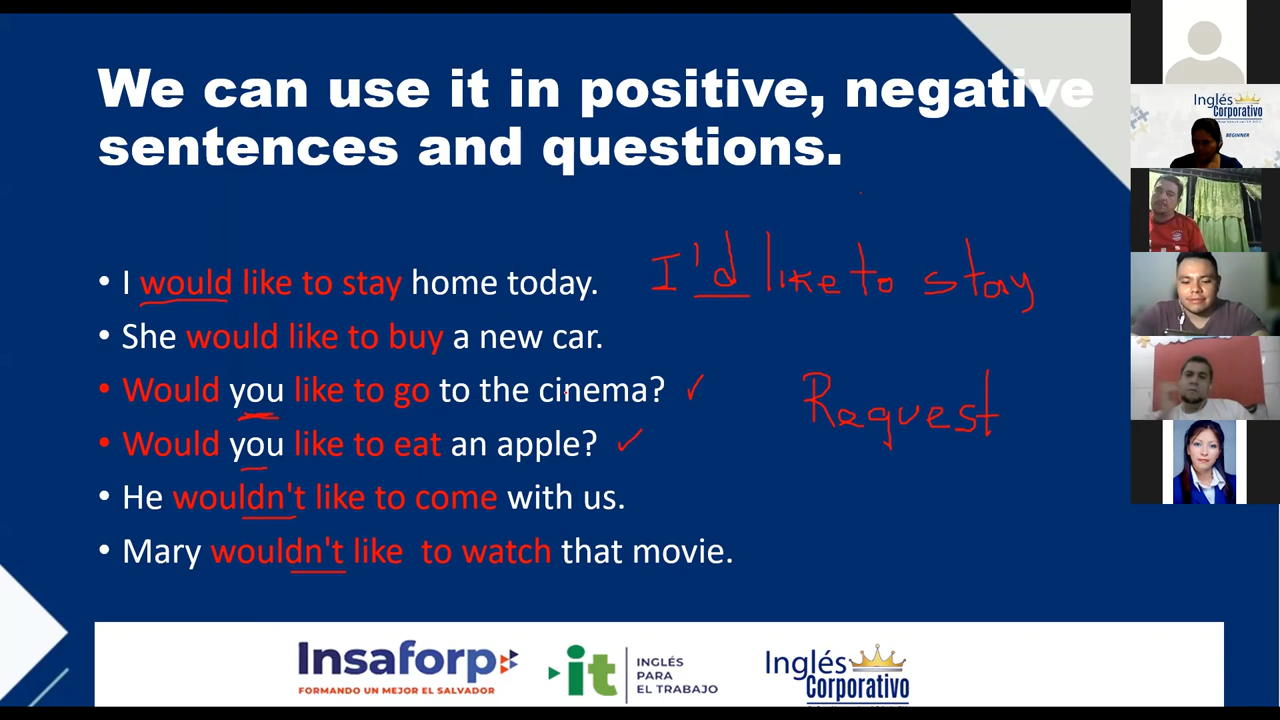 We can use it in positive, negative
sentences and questions.
• I would like to stay home today.
I'd like to stay
• She would like to buy a new car.
• Would you like to go to the cinema? ✓
Request
• Would you like to eat an apple? ✓
• He wouldn't like to come with us.
• Mary wouldn't like to watch that movie.
Insaforp
FORMANDO UN MEJOR EL SALVADOR
it
INGLÉS
PARA
EL TRABAJO
Inglés
Corporativo
Inglés
Corporativo
BEGINNER